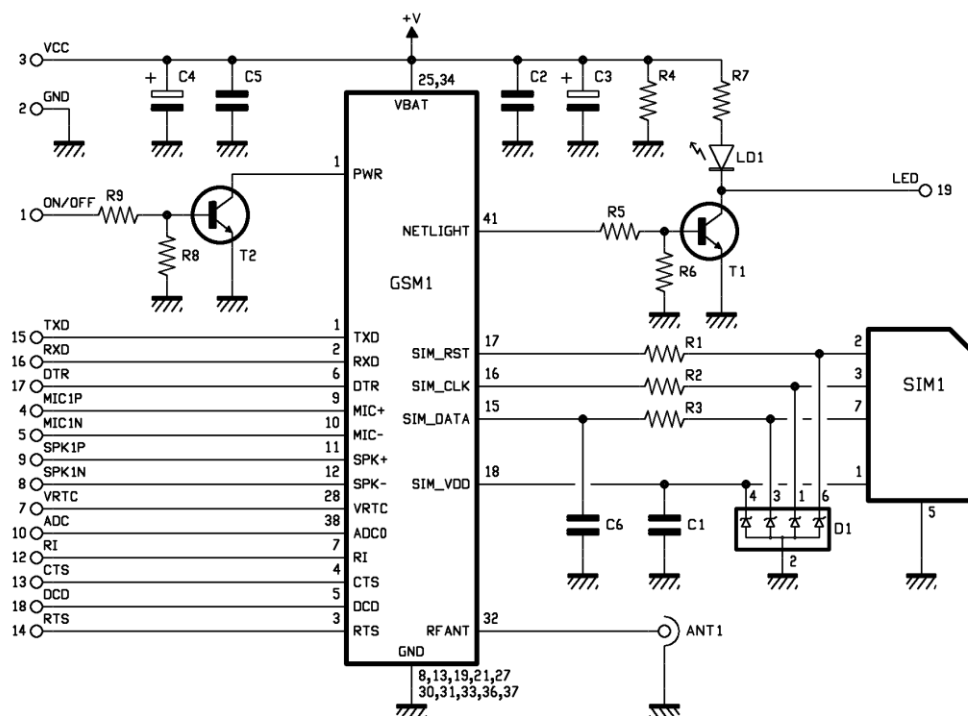 +V
3 VCC
+ C4
C5
25,34
VBAT
C2
+ C3
R4
R7
2 GND
LD1
LED 19
1 PWR
1 ON/OFF
R9
R8
T2
41
NETLIGHT
R5
R6
T1
GSM1
15 TXD 1 TXD
16 RXD 2 RXD
17 DTR 6 DTR
4 MIC1P 9 MIC+
5 MIC1N 10 MIC-
9 SPK1P 11 SPK+
8 SPK1N 12 SPK-
7 VRTC 28 VRTC
10 ADC 38 ADC0
12 RI 7 RI
13 CTS 4 CTS
18 DCD 5 DCD
14 RTS 3 RTS
SIM_RST 17 R1 2
SIM_CLK 16 R2 3
SIM_DATA 15 R3 7
SIM_VDD 18 1
SIM1
5
C6
C1
4 3 1 6
D1
2
RFANT 32 ANT1
GND
8,13,19,21,27
30,31,33,36,37